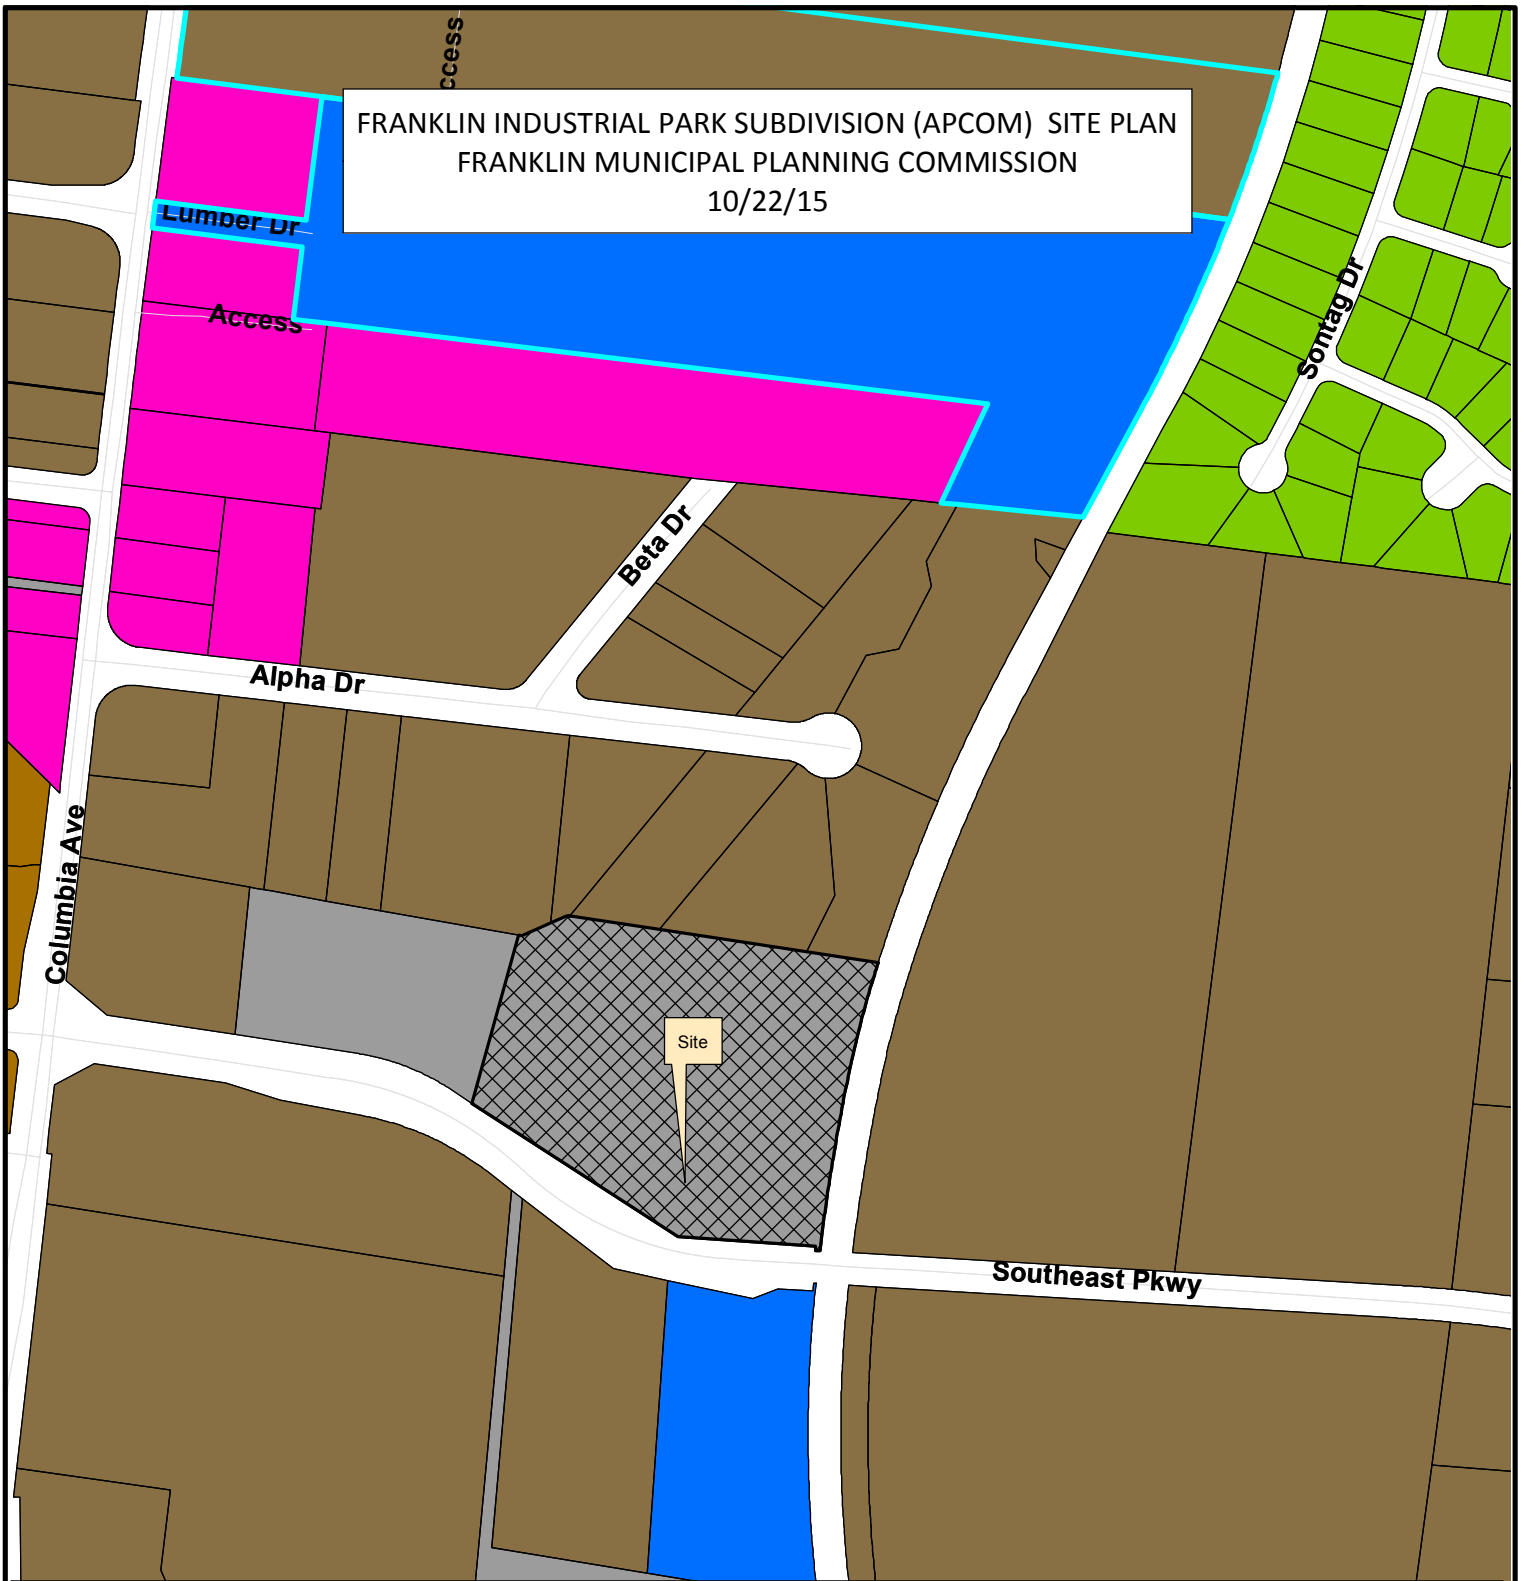 ccess
FRANKLIN INDUSTRIAL PARK SUBDIVISION (APCOM) SITE PLAN
FRANKLIN MUNICIPAL PLANNING COMMISSION
10/22/15
Lumber Dr
Access
Sontag Dr
Beta Dr
Alpha Dr
Columbia Ave
Site
Southeast Pkwy